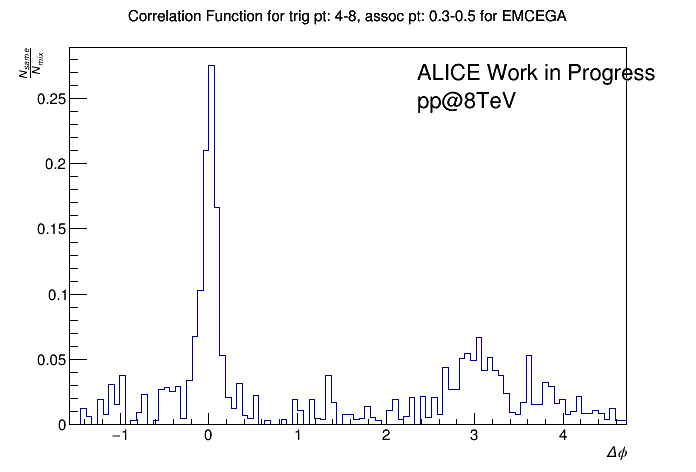 Correlation Function for trig pt: 4-8, assoc pt: 0.3-0.5 for EMCEGA
N_same
N_mix
ALICE Work in Progress
pp@8TeV
0.25
0.2
0.15
0.1
0.05
0
−1 0 1 2 3 4
Δϕ